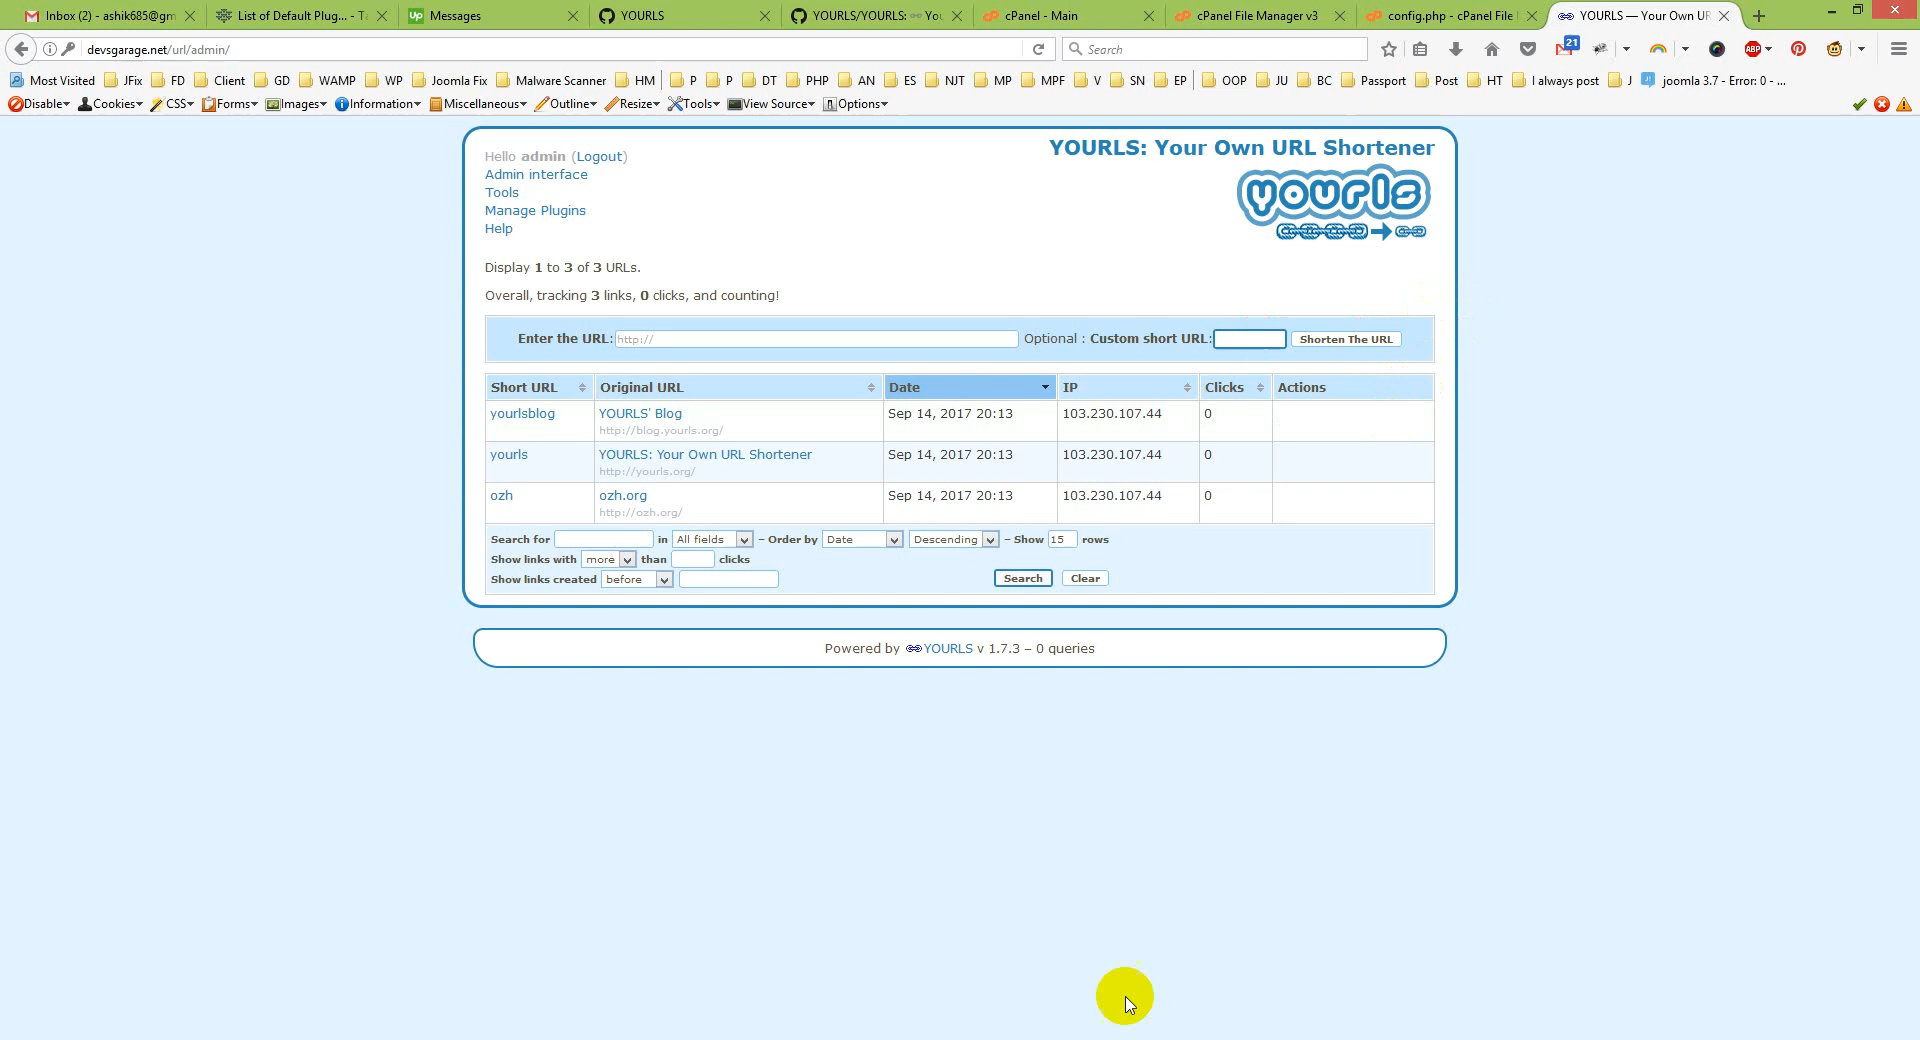 Inbox (2) - ashik685@gm
List of Default Plug... - T
Messages
YOURLS
YOURLS/YOURLS:
cPanel - Main
cPanel File Manager v3
config.php - cPanel File
YOURLS — Your Own UR
devsgarage.net/url/admin/
Search
21
ABP
Most Visited JFix FD Client GD WAMP WP Joomla Fix Malware Scanner HM P P DT PHP AN ES NJT MP MPF V SN EP OOP JU BC Passport Post HT I always post J joomla 3.7 - Error: 0 - ...
Disable Cookies CSS Forms Images Information Miscellaneous Outline Resize Tools View Source Options
YOURLS: Your Own URL Shortener
yourls
Hello admin (Logout)
Admin interface
Tools
Manage Plugins
Help
Display 1 to 3 of 3 URLs.
Overall, tracking 3 links, 0 clicks, and counting!
Enter the URL: http:// Optional : Custom short URL: Shorten The URL
Short URL Original URL Date IP Clicks Actions
yourlsblog YOURLS' Blog Sep 14, 2017 20:13 103.230.107.44 0
http://blog.yourls.org/
yourls YOURLS: Your Own URL Shortener Sep 14, 2017 20:13 103.230.107.44 0
http://yourls.org/
ozh ozh.org Sep 14, 2017 20:13 103.230.107.44 0
http://ozh.org/
Search for in All fields – Order by Date Descending – Show 15 rows
Show links with more than clicks
Show links created before Search Clear
Powered by YOURLS v 1.7.3 – 0 queries